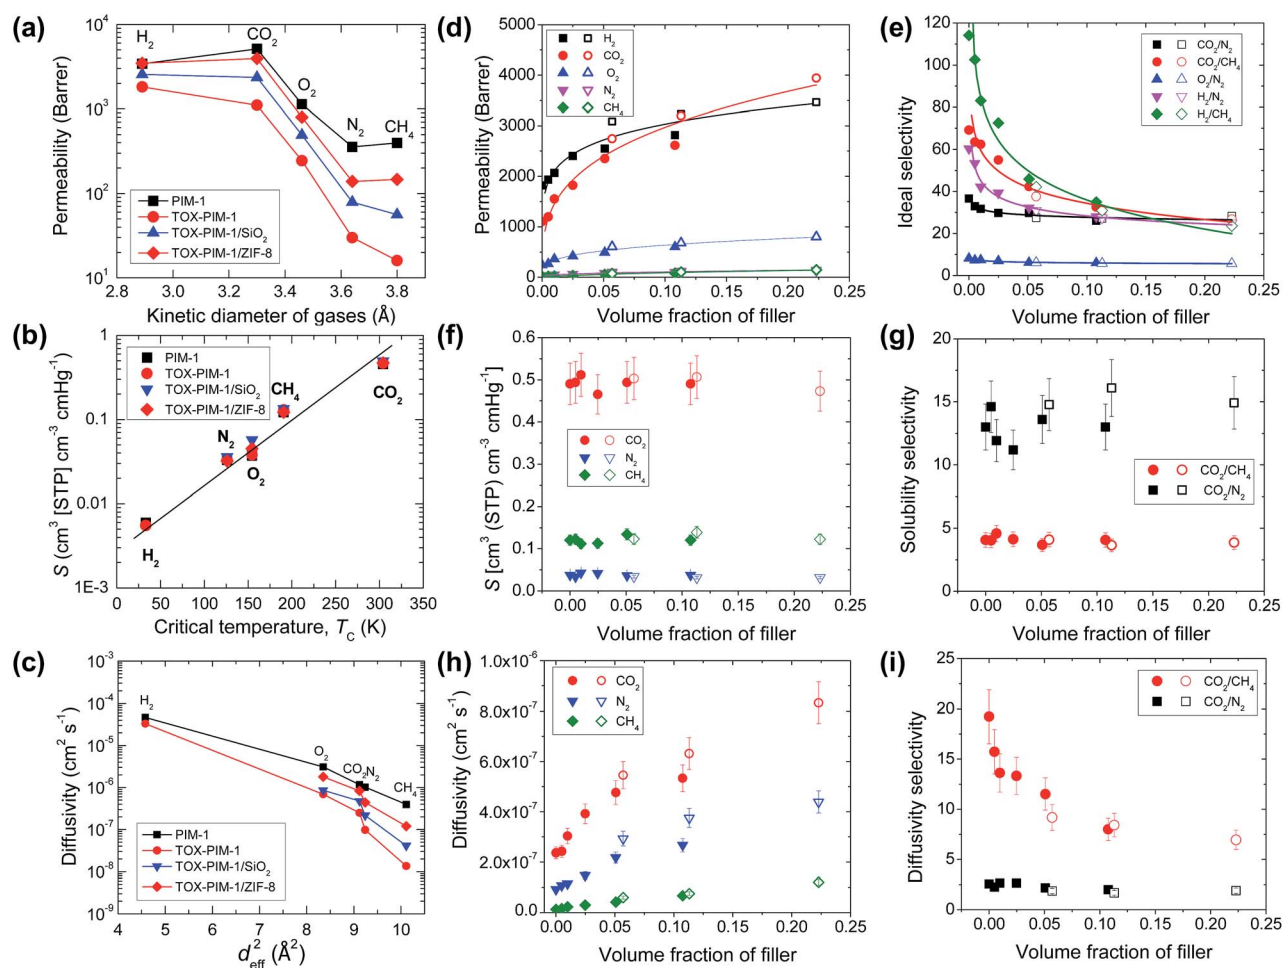 (a)
Permeability (Barrer)
10⁴
10³
10²
10¹
H₂
CO₂
O₂
N₂
CH₄
PIM-1
TOX-PIM-1
TOX-PIM-1/SiO₂
TOX-PIM-1/ZIF-8
2.8 3.0 3.2 3.4 3.6 3.8
Kinetic diameter of gases (Å)
(d)
Permeability (Barrer)
5000
4000
3000
2000
1000
0
H₂
CO₂
O₂
N₂
CH₄
0.00 0.05 0.10 0.15 0.20 0.25
Volume fraction of filler
(e)
Ideal selectivity
120
100
80
60
40
20
0
CO₂/N₂
CO₂/CH₄
O₂/N₂
H₂/N₂
H₂/CH₄
0.00 0.05 0.10 0.15 0.20 0.25
Volume fraction of filler
(b)
S (cm³ [STP] cm⁻³ cmHg⁻¹)
1
0.1
0.01
1E-3
PIM-1
TOX-PIM-1
TOX-PIM-1/SiO₂
TOX-PIM-1/ZIF-8
H₂
N₂
O₂
CH₄
CO₂
0 50 100 150 200 250 300 350
Critical temperature, T_C (K)
(f)
S [cm³ (STP) cm⁻³ cmHg⁻¹]
0.6
0.5
0.4
0.3
0.2
0.1
0.0
CO₂
N₂
CH₄
0.00 0.05 0.10 0.15 0.20 0.25
Volume fraction of filler
(g)
Solubility selectivity
20
15
10
5
0
CO₂/CH₄
CO₂/N₂
0.00 0.05 0.10 0.15 0.20 0.25
Volume fraction of filler
(c)
Diffusivity (cm² s⁻¹)
10⁻³
10⁻⁴
10⁻⁵
10⁻⁶
10⁻⁷
10⁻⁸
10⁻⁹
H₂
O₂
CO₂N₂
CH₄
PIM-1
TOX-PIM-1
TOX-PIM-1/SiO₂
TOX-PIM-1/ZIF-8
4 5 6 7 8 9 10
d²_eff (Å²)
(h)
Diffusivity (cm² s⁻¹)
1.0x10⁻⁶
8.0x10⁻⁷
6.0x10⁻⁷
4.0x10⁻⁷
2.0x10⁻⁷
0.0
CO₂
N₂
CH₄
0.00 0.05 0.10 0.15 0.20 0.25
Volume fraction of filler
(i)
Diffusivity selectivity
25
20
15
10
5
0
CO₂/CH₄
CO₂/N₂
0.00 0.05 0.10 0.15 0.20 0.25
Volume fraction of filler